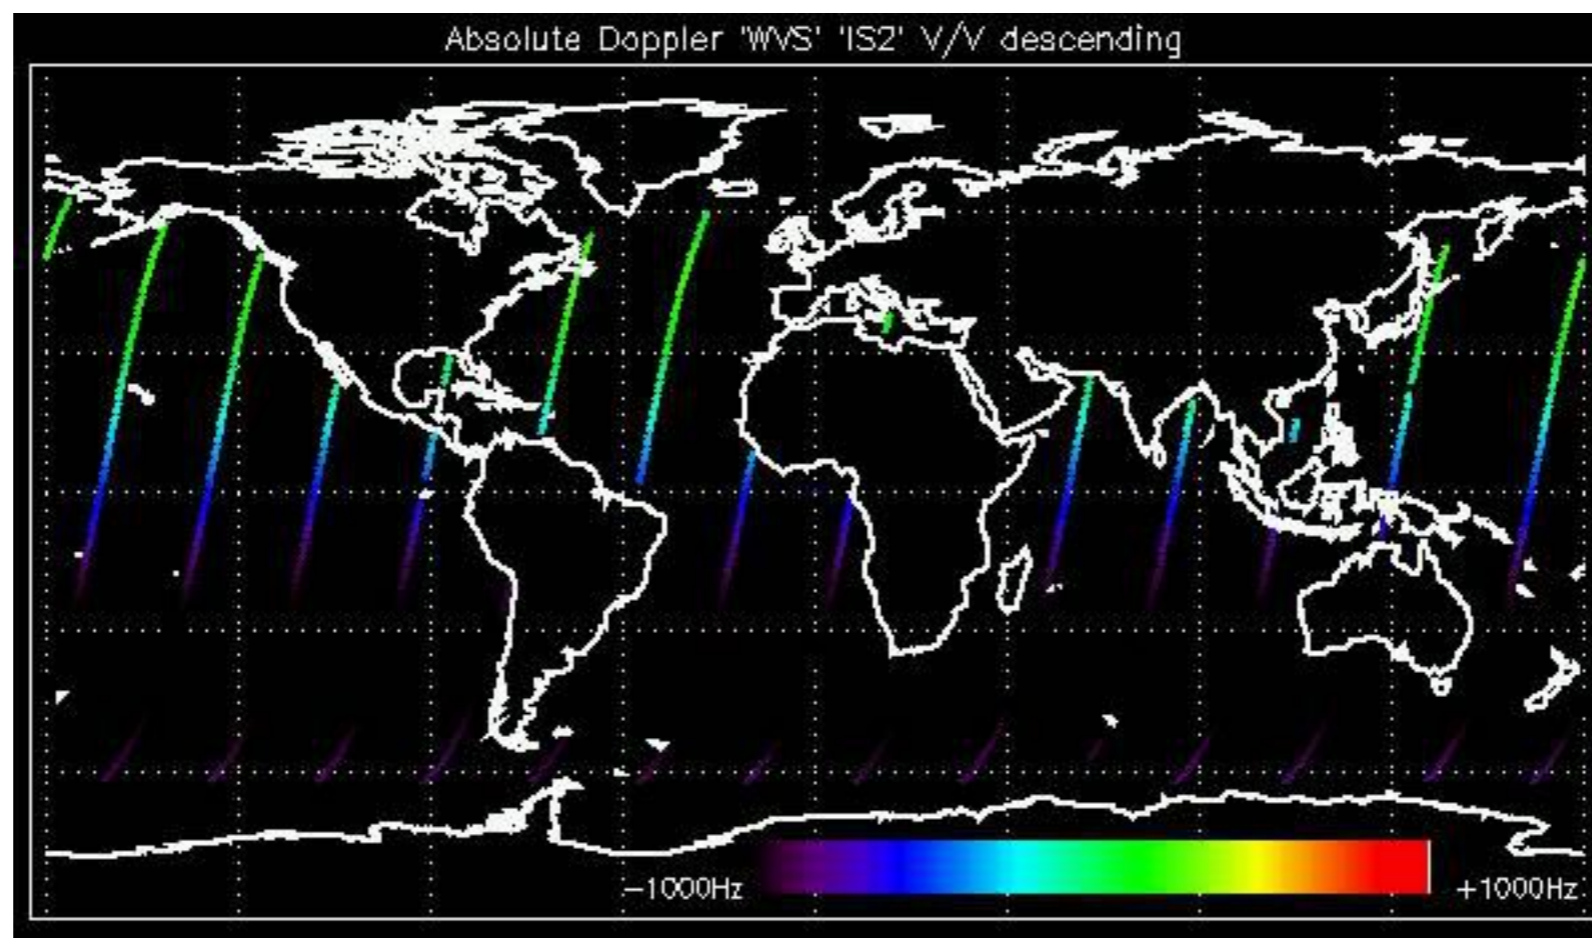 Absolute Doppler 'WVS' 'IS2' V/V descending
−1000Hz
+1000Hz